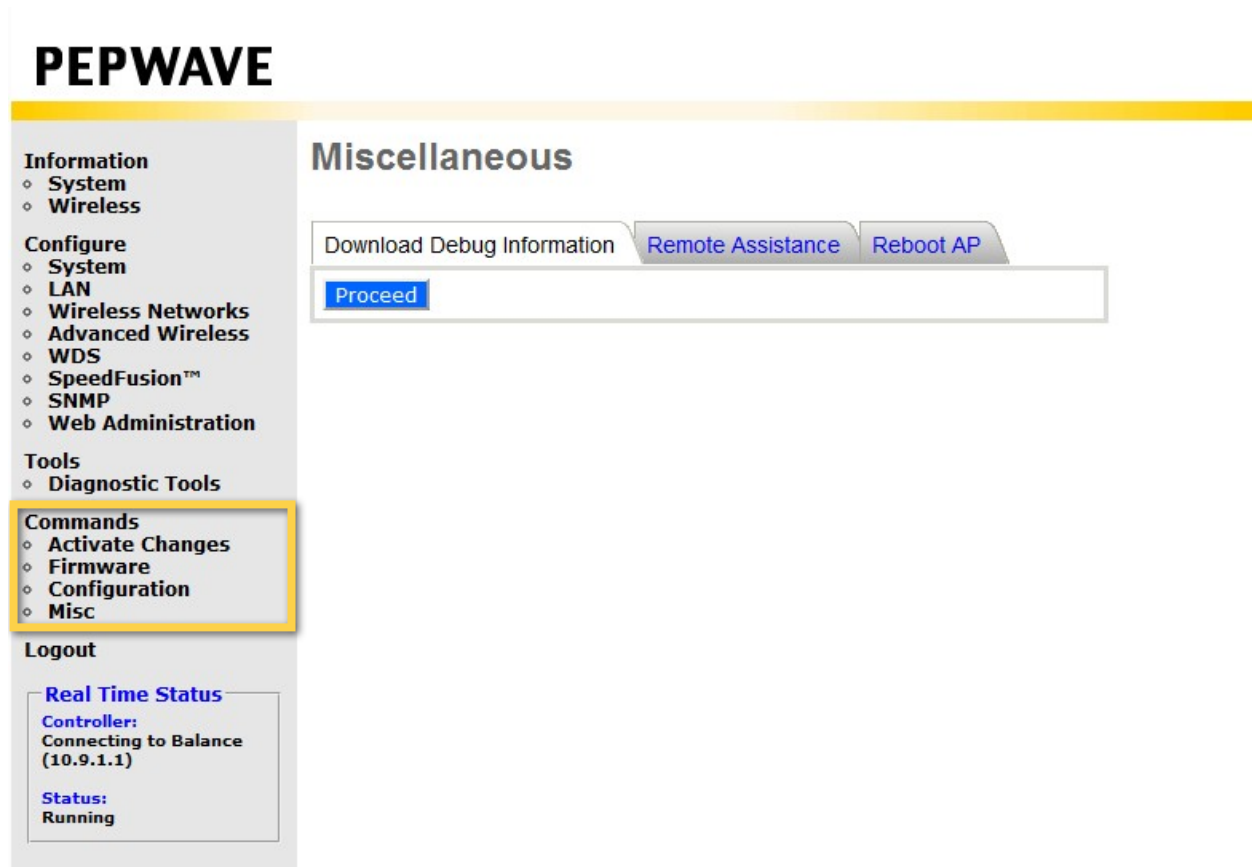 PEPWAVE
Information
System
Wireless
Configure
System
LAN
Wireless Networks
Advanced Wireless
WDS
SpeedFusion™
SNMP
Web Administration
Tools
Diagnostic Tools
Commands
Activate Changes
Firmware
Configuration
Misc
Logout
Real Time Status
Controller:
Connecting to Balance
(10.9.1.1)
Status:
Running
Miscellaneous
Download Debug Information Remote Assistance Reboot AP
Proceed